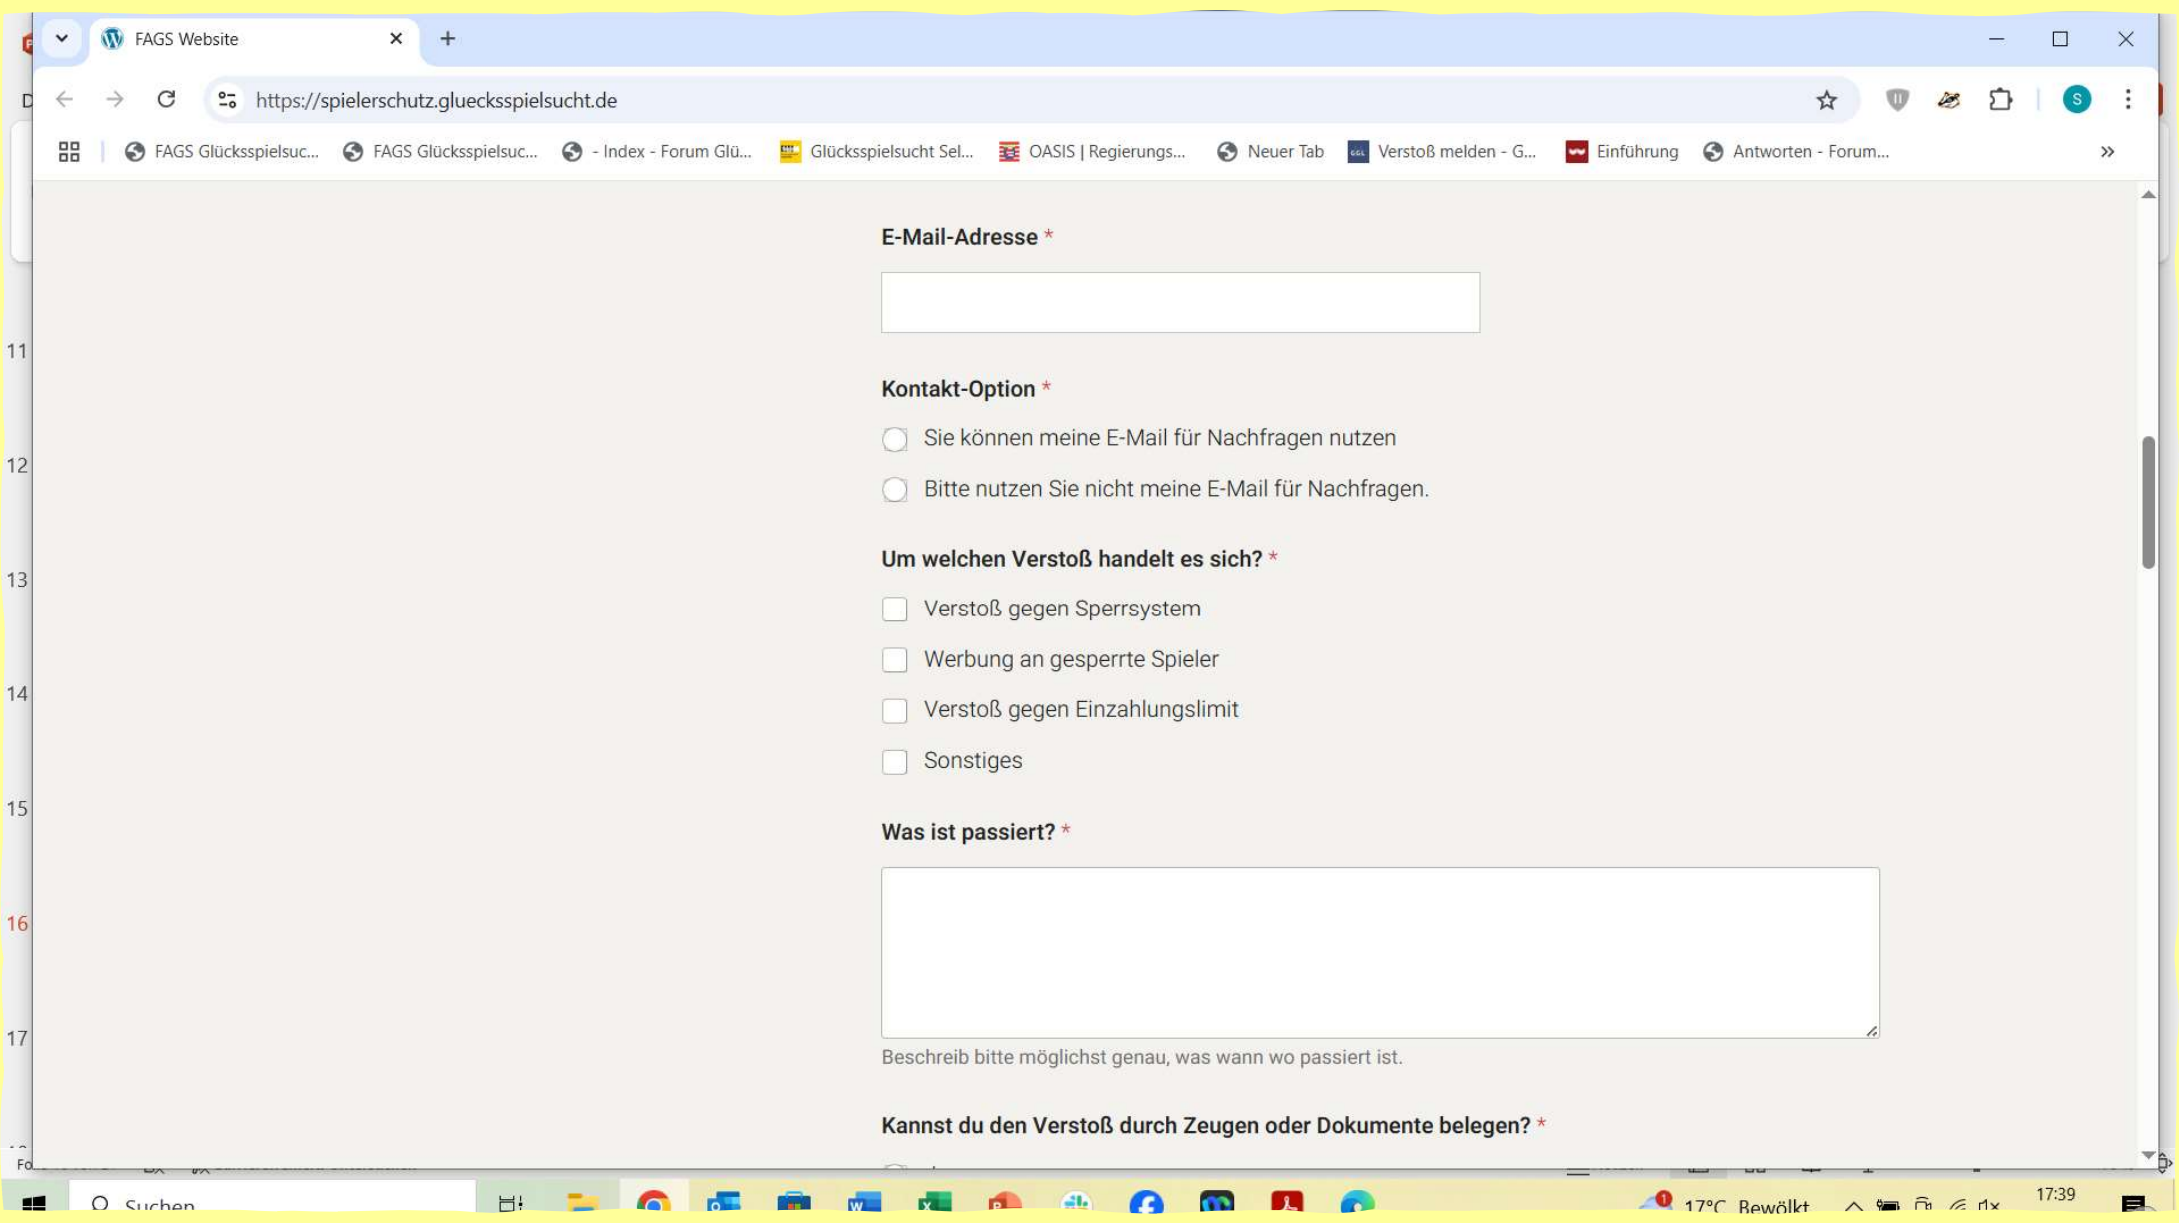 FAGS Website
https://spielerschutz.gluecksspielsucht.de
FAGS Glücksspielsuc...
FAGS Glücksspielsuc...
- Index - Forum Glü...
Glücksspielsucht Sel...
OASIS | Regierungs...
Neuer Tab
GGL
Verstoß melden - G...
Einführung
Antworten - Forum...
E-Mail-Adresse *
Kontakt-Option *
Sie können meine E-Mail für Nachfragen nutzen
Bitte nutzen Sie nicht meine E-Mail für Nachfragen.
Um welchen Verstoß handelt es sich? *
Verstoß gegen Sperrsystem
Werbung an gesperrte Spieler
Verstoß gegen Einzahlungslimit
Sonstiges
Was ist passiert? *
Beschreib bitte möglichst genau, was wann wo passiert ist.
Kannst du den Verstoß durch Zeugen oder Dokumente belegen? *
11
12
13
14
15
16
17
S
Suchen
1
17°C Bewölkt
17:39